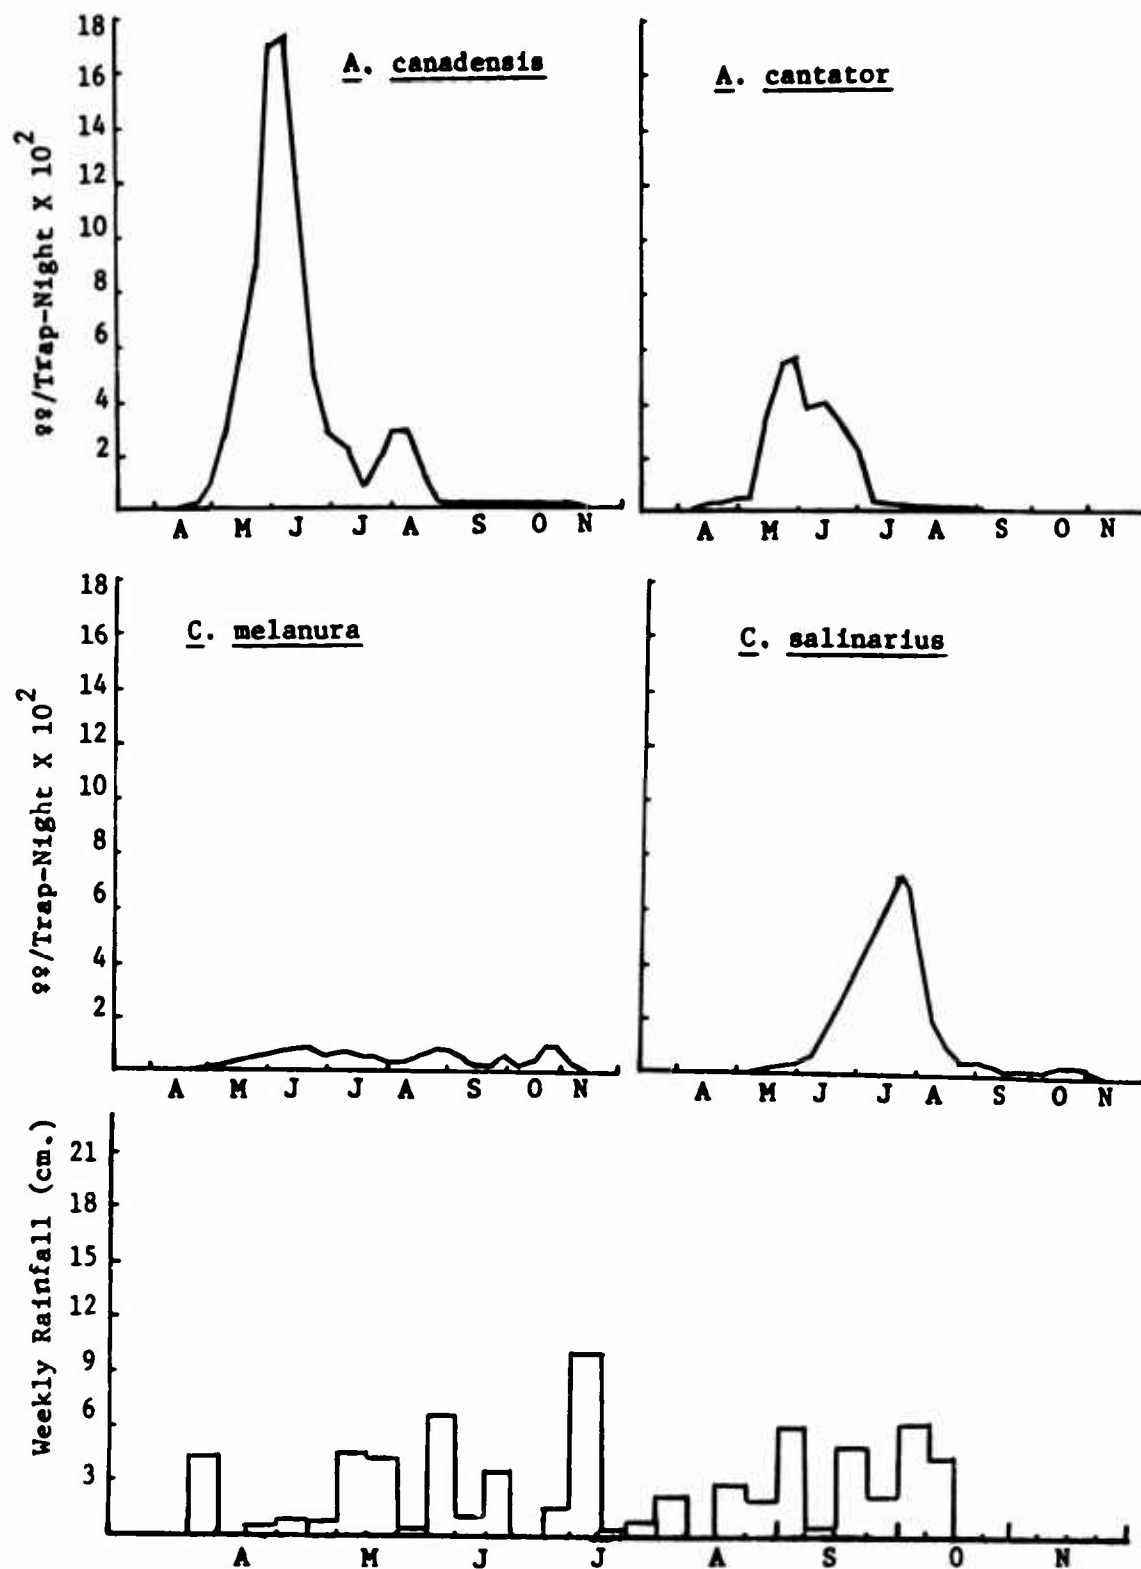 18
16
14
12
10
8
6
4
2
♀♀/Trap-Night X 10²
A. canadensis
A M J J A S O N
A. cantator
A M J J A S O N
18
16
14
12
10
8
6
4
2
♀♀/Trap-Night X 10²
C. melanura
A M J J A S O N
C. salinarius
A M J J A S O N
21
18
15
12
9
6
3
Weekly Rainfall (cm.)
A M J J A S O N